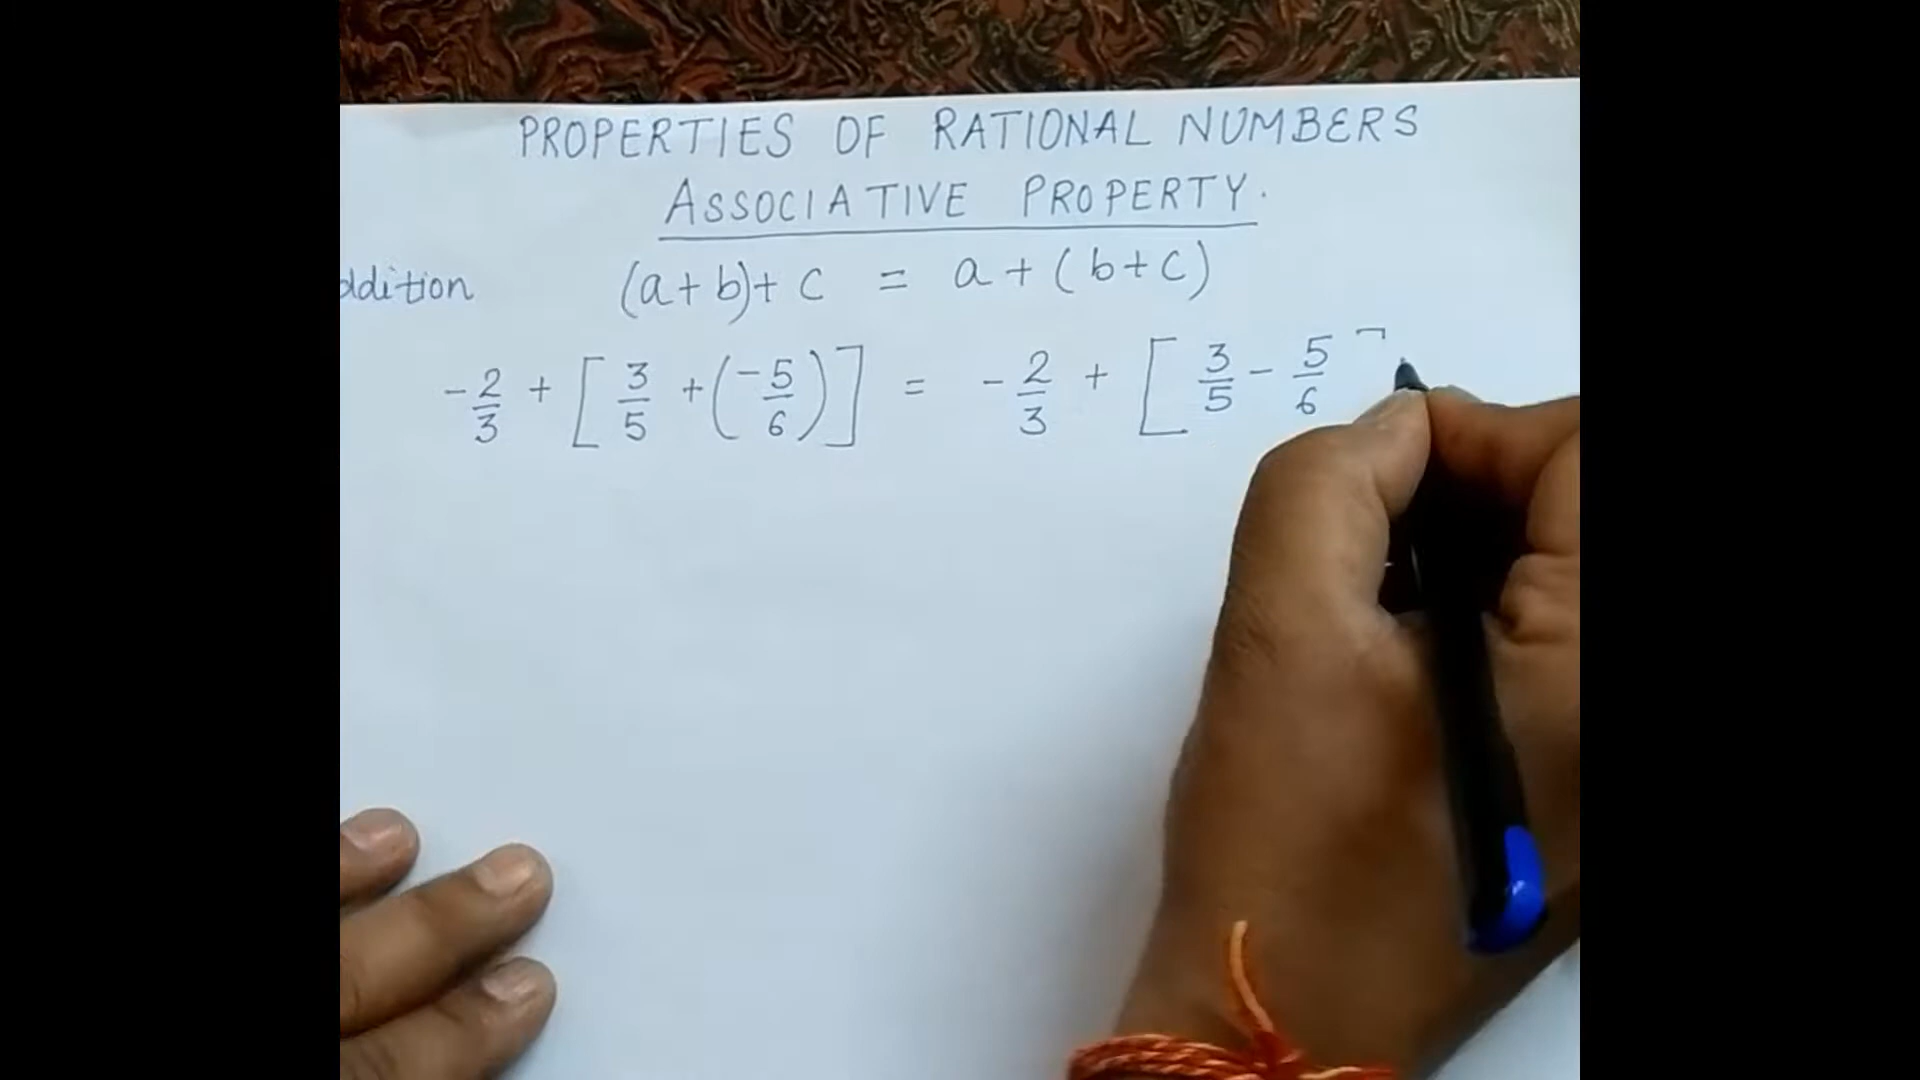 PROPERTIES OF RATIONAL NUMBERS
ASSOCIATIVE PROPERTY.
ddition (a+b)+c = a+(b+c)
-2/3 + [3/5 + (-5/6)] = -2/3 + [3/5 - 5/6